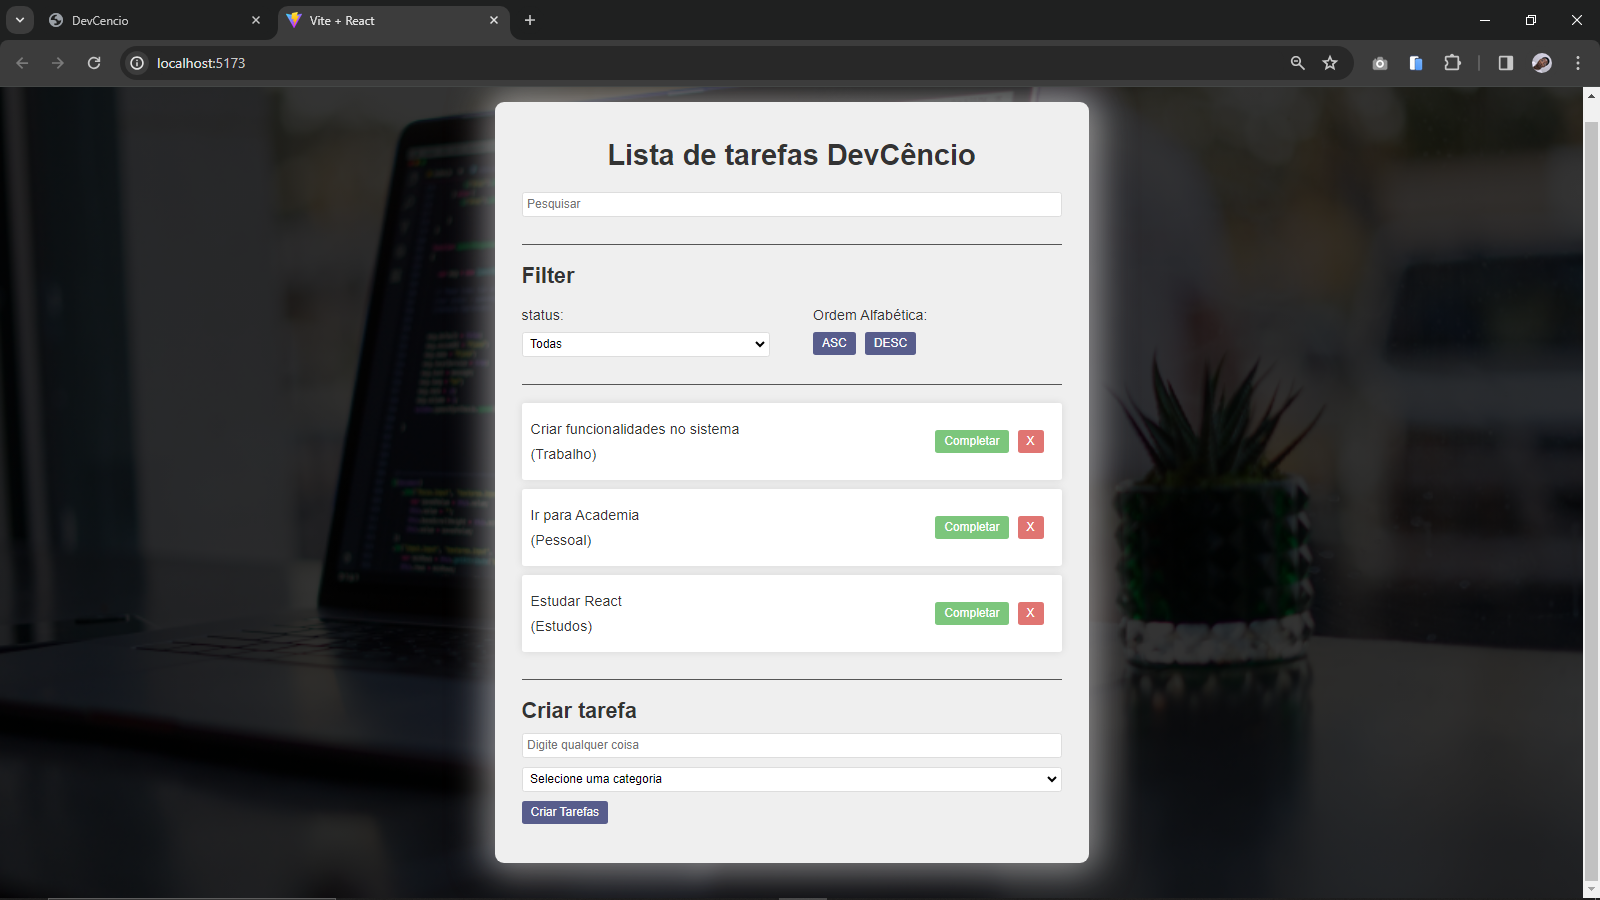 DevCencio
Vite + React
localhost:5173
Lista de tarefas DevCêncio
Pesquisar
Filter
status:
Ordem Alfabética:
Todas
ASC
DESC
Criar funcionalidades no sistema
(Trabalho)
Completar
X
Ir para Academia
(Pessoal)
Completar
X
Estudar React
(Estudos)
Completar
X
Criar tarefa
Digite qualquer coisa
Selecione uma categoria
Criar Tarefas